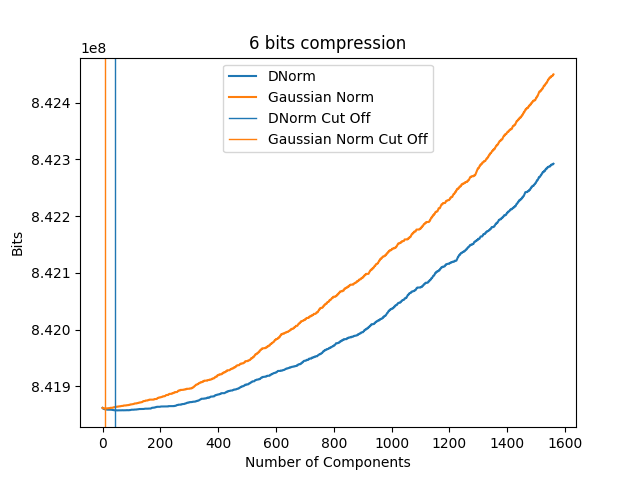 6 bits compression
1e8
DNorm
Gaussian Norm
DNorm Cut Off
Gaussian Norm Cut Off
8.424
8.423
8.422
8.421
8.420
8.419
Bits
0 200 400 600 800 1000 1200 1400 1600
Number of Components